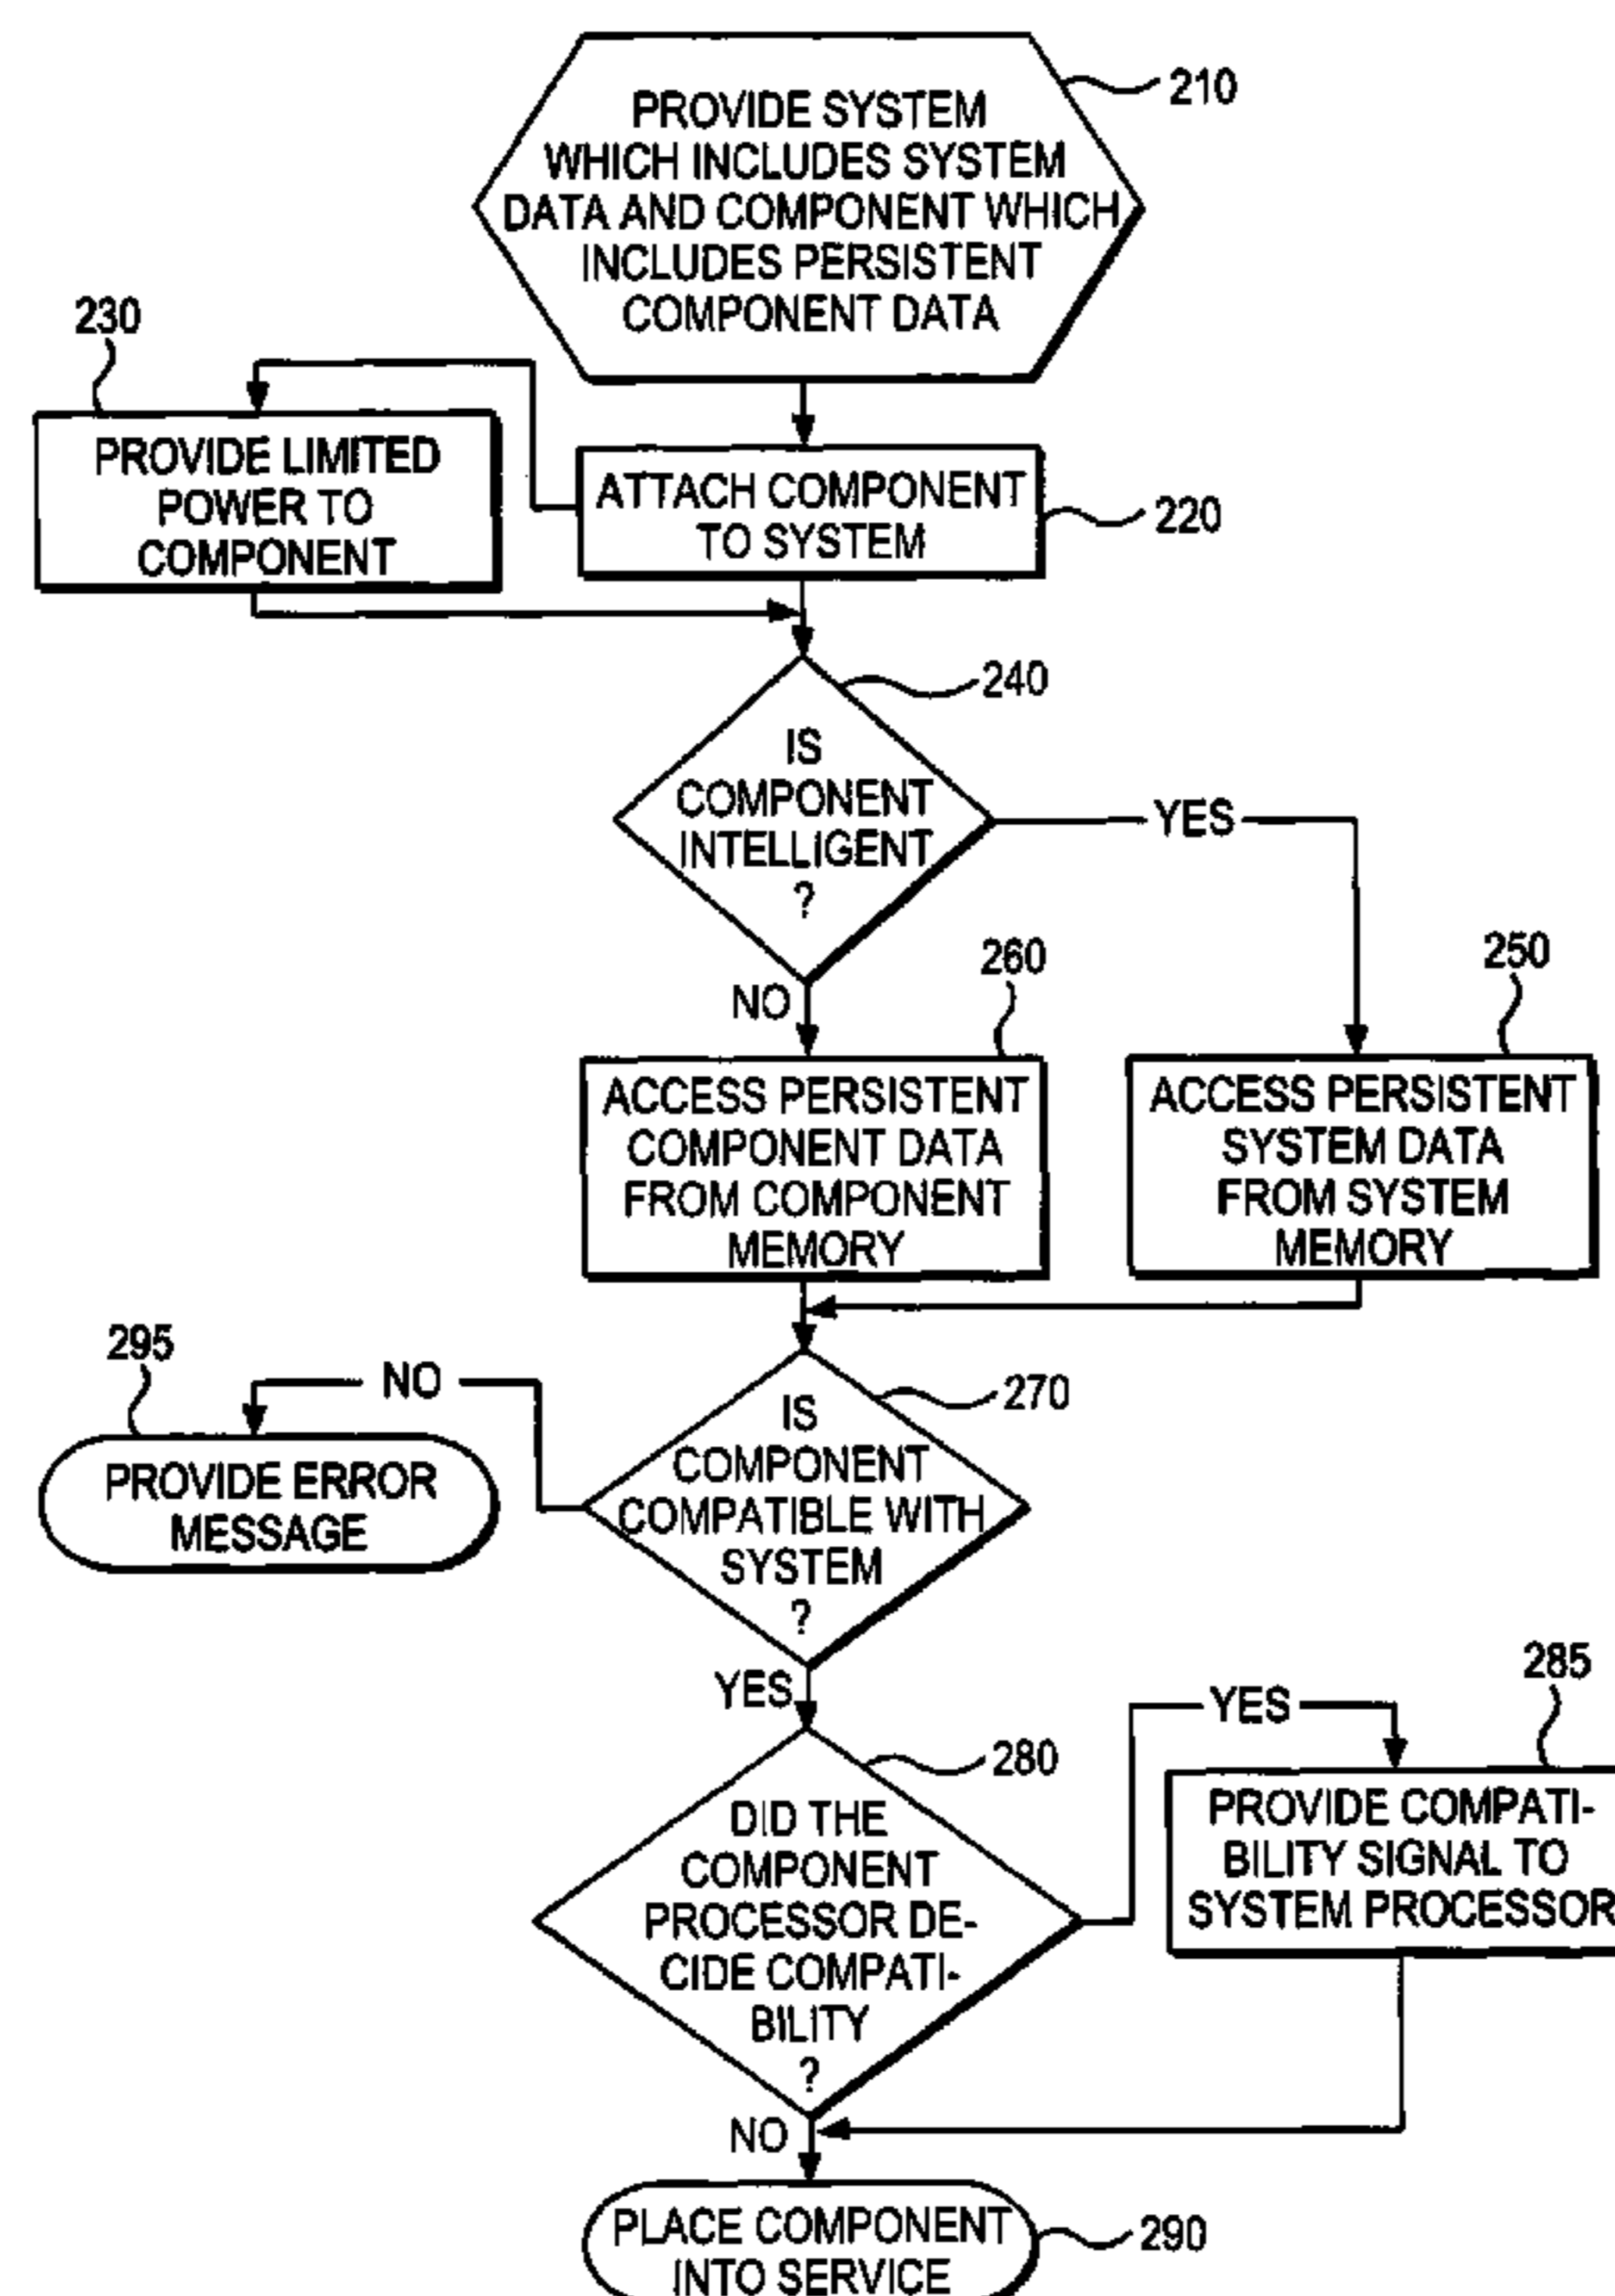 PROVIDE SYSTEM
WHICH INCLUDES SYSTEM
DATA AND COMPONENT WHICH
INCLUDES PERSISTENT
COMPONENT DATA
210
230
PROVIDE LIMITED
POWER TO
COMPONENT
ATTACH COMPONENT
TO SYSTEM
220
240
IS
COMPONENT
INTELLIGENT
?
YES
NO
260
250
ACCESS PERSISTENT
COMPONENT DATA
FROM COMPONENT
MEMORY
ACCESS PERSISTENT
SYSTEM DATA
FROM SYSTEM
MEMORY
295
NO
270
IS
COMPONENT
COMPATIBLE WITH
SYSTEM
?
PROVIDE ERROR
MESSAGE
YES
YES
285
280
DID THE
COMPONENT
PROCESSOR DE-
CIDE COMPATI-
BILITY
?
PROVIDE COMPATI-
BILITY SIGNAL TO
SYSTEM PROCESSOR
NO
PLACE COMPONENT
INTO SERVICE
290